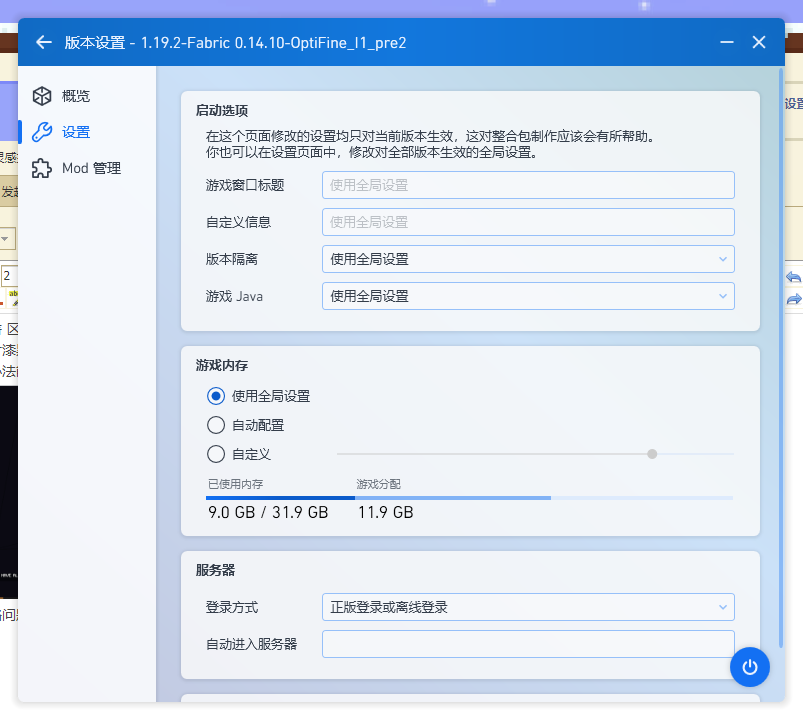 版本设置 - 1.19.2-Fabric 0.14.10-OptiFine_I1_pre2
概览
设置
Mod 管理
启动选项
在这个页面修改的设置均只对当前版本生效，这对整合包制作应该会有所帮助。
你也可以在设置页面中，修改对全部版本生效的全局设置。
游戏窗口标题 使用全局设置
自定义信息 使用全局设置
版本隔离 使用全局设置
游戏 Java 使用全局设置
游戏内存
使用全局设置
自动配置
自定义
已使用内存 游戏分配
9.0 GB / 31.9 GB 11.9 GB
服务器
登录方式 正版登录或离线登录
自动进入服务器
2